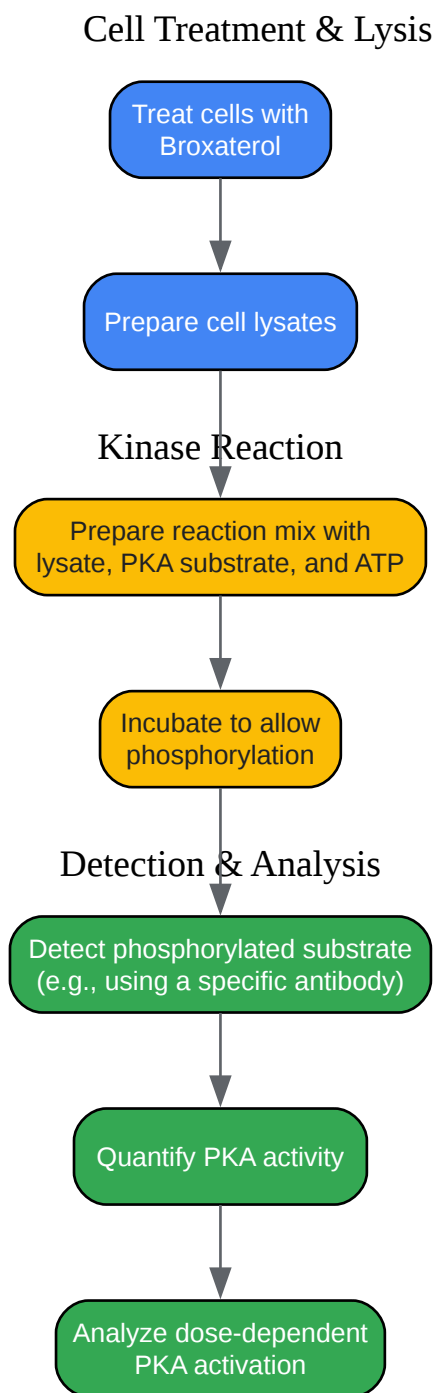 Cell Treatment & Lysis
Treat cells with
Broxaterol
Prepare cell lysates
Kinase Reaction
Prepare reaction mix with
lysate, PKA substrate, and ATP
Incubate to allow
phosphorylation
Detection & Analysis
Detect phosphorylated substrate
(e.g., using a specific antibody)
Quantify PKA activity
Analyze dose-dependent
PKA activation